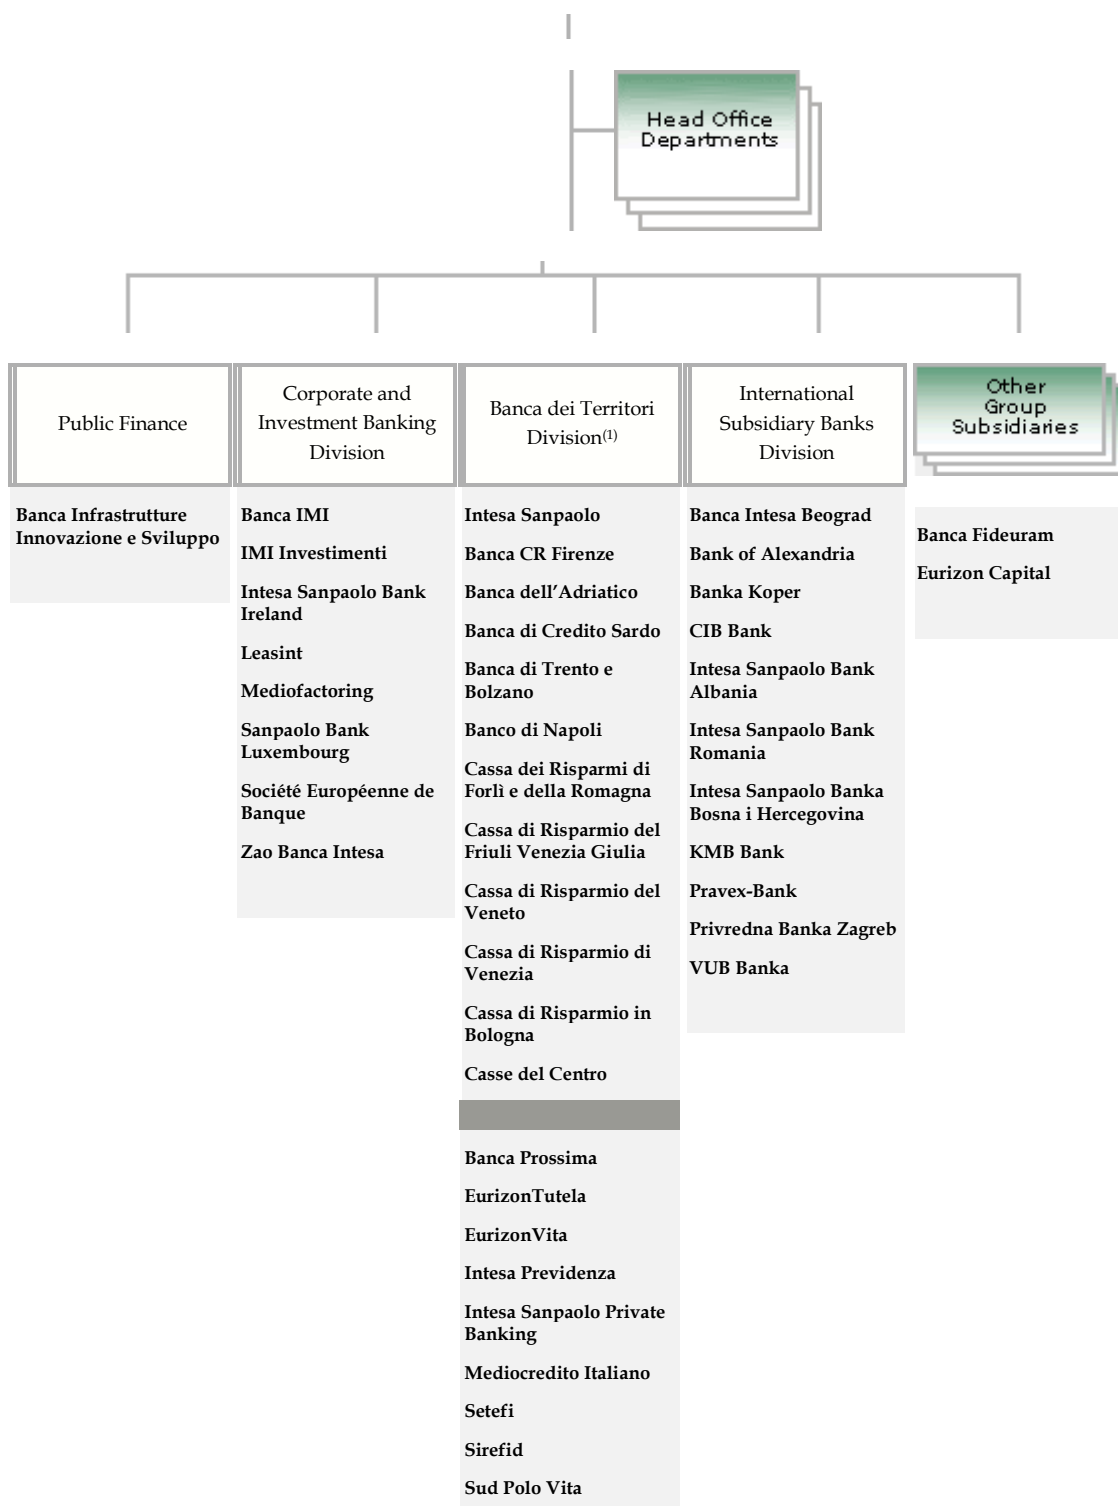 Head Office
Departments
Public Finance
Corporate and
Investment Banking
Division
Banca dei Territori
Division(1)
International
Subsidiary Banks
Division
Other
Group
Subsidiaries
Banca Infrastrutture
Innovazione e Sviluppo
Banca IMI
IMI Investimenti
Intesa Sanpaolo Bank
Ireland
Leasint
Mediofactoring
Sanpaolo Bank
Luxembourg
Société Européenne de
Banque
Zao Banca Intesa
Intesa Sanpaolo
Banca CR Firenze
Banca dell’Adriatico
Banca di Credito Sardo
Banca di Trento e
Bolzano
Banco di Napoli
Cassa dei Risparmi di
Forlì e della Romagna
Cassa di Risparmio del
Friuli Venezia Giulia
Cassa di Risparmio del
Veneto
Cassa di Risparmio di
Venezia
Cassa di Risparmio in
Bologna
Casse del Centro
Banca Prossima
EurizonTutela
EurizonVita
Intesa Previdenza
Intesa Sanpaolo Private
Banking
Mediocredito Italiano
Setefi
Sirefid
Sud Polo Vita
Banca Intesa Beograd
Bank of Alexandria
Banka Koper
CIB Bank
Intesa Sanpaolo Bank
Albania
Intesa Sanpaolo Bank
Romania
Intesa Sanpaolo Banka
Bosna i Hercegovina
KMB Bank
Pravex-Bank
Privredna Banka Zagreb
VUB Banka
Banca Fideuram
Eurizon Capital